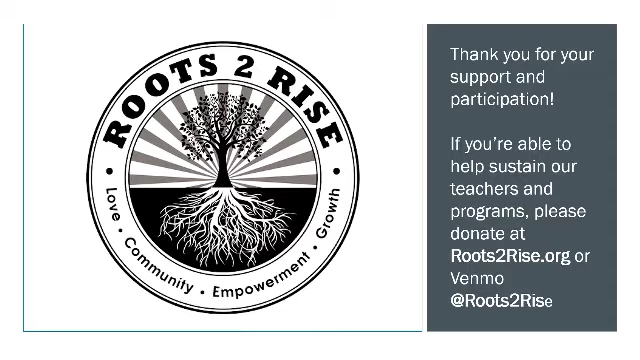 ROOTS 2 RISE
Love • Community • Empowerment • Growth
Thank you for your
support and
participation!
If you're able to
help sustain our
teachers and
programs, please
donate at
Roots2Rise.org or
Venmo
@Roots2Rise